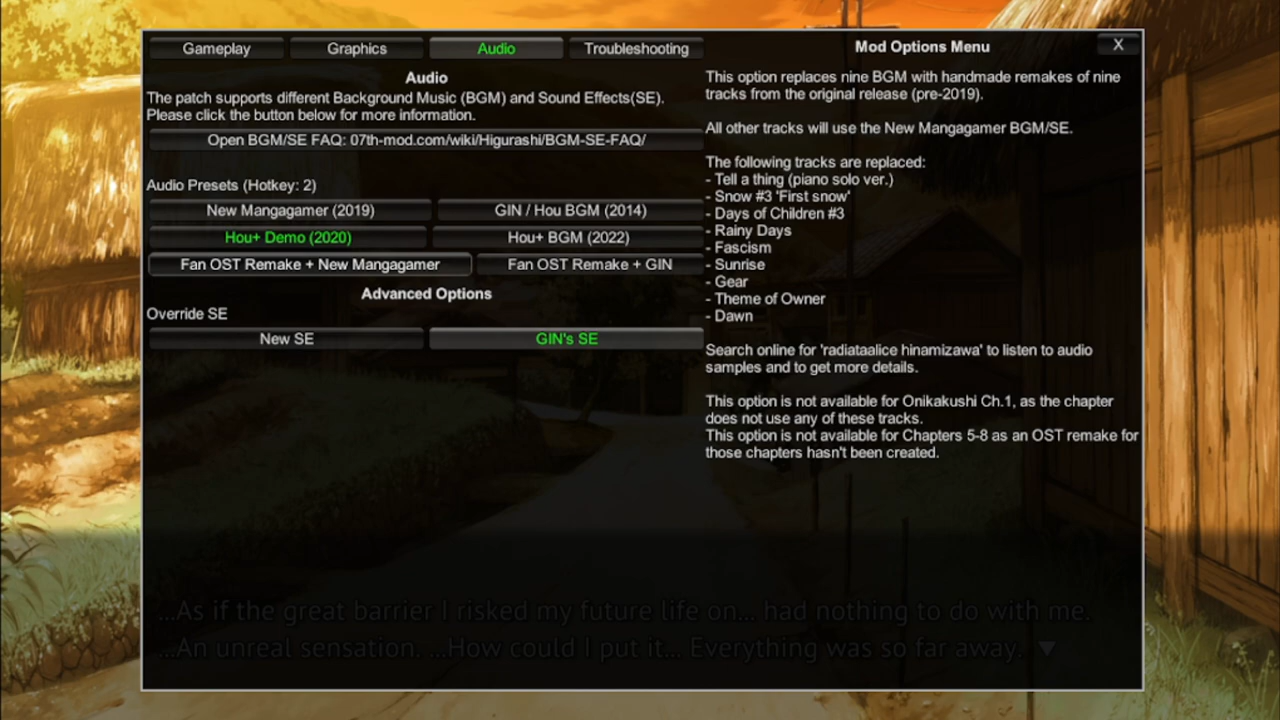 Gameplay Graphics Audio Troubleshooting
Mod Options Menu X
Audio
The patch supports different Background Music (BGM) and Sound Effects(SE).
Please click the button below for more information.
Open BGM/SE FAQ: 07th-mod.com/wiki/Higurashi/BGM-SE-FAQ/
Audio Presets (Hotkey: 2)
New Mangagamer (2019) GIN / Hou BGM (2014)
Hou+ Demo (2020) Hou+ BGM (2022)
Fan OST Remake + New Mangagamer Fan OST Remake + GIN
Advanced Options
Override SE
New SE GIN's SE
This option replaces nine BGM with handmade remakes of nine
tracks from the original release (pre-2019).
All other tracks will use the New Mangagamer BGM/SE.
The following tracks are replaced:
- Tell a thing (piano solo ver.)
- Snow #3 'First snow'
- Days of Children #3
- Rainy Days
- Fascism
- Sunrise
- Gear
- Theme of Owner
- Dawn
Search online for 'radiataalice hinamizawa' to listen to audio
samples and to get more details.
This option is not available for Onikakushi Ch.1, as the chapter
does not use any of these tracks.
This option is not available for Chapters 5-8 as an OST remake for
those chapters hasn't been created.
...As if the great barrier I risked my future life on... had nothing to do with me.
...An unreal sensation. ...How could I put it... Everything was so far away.